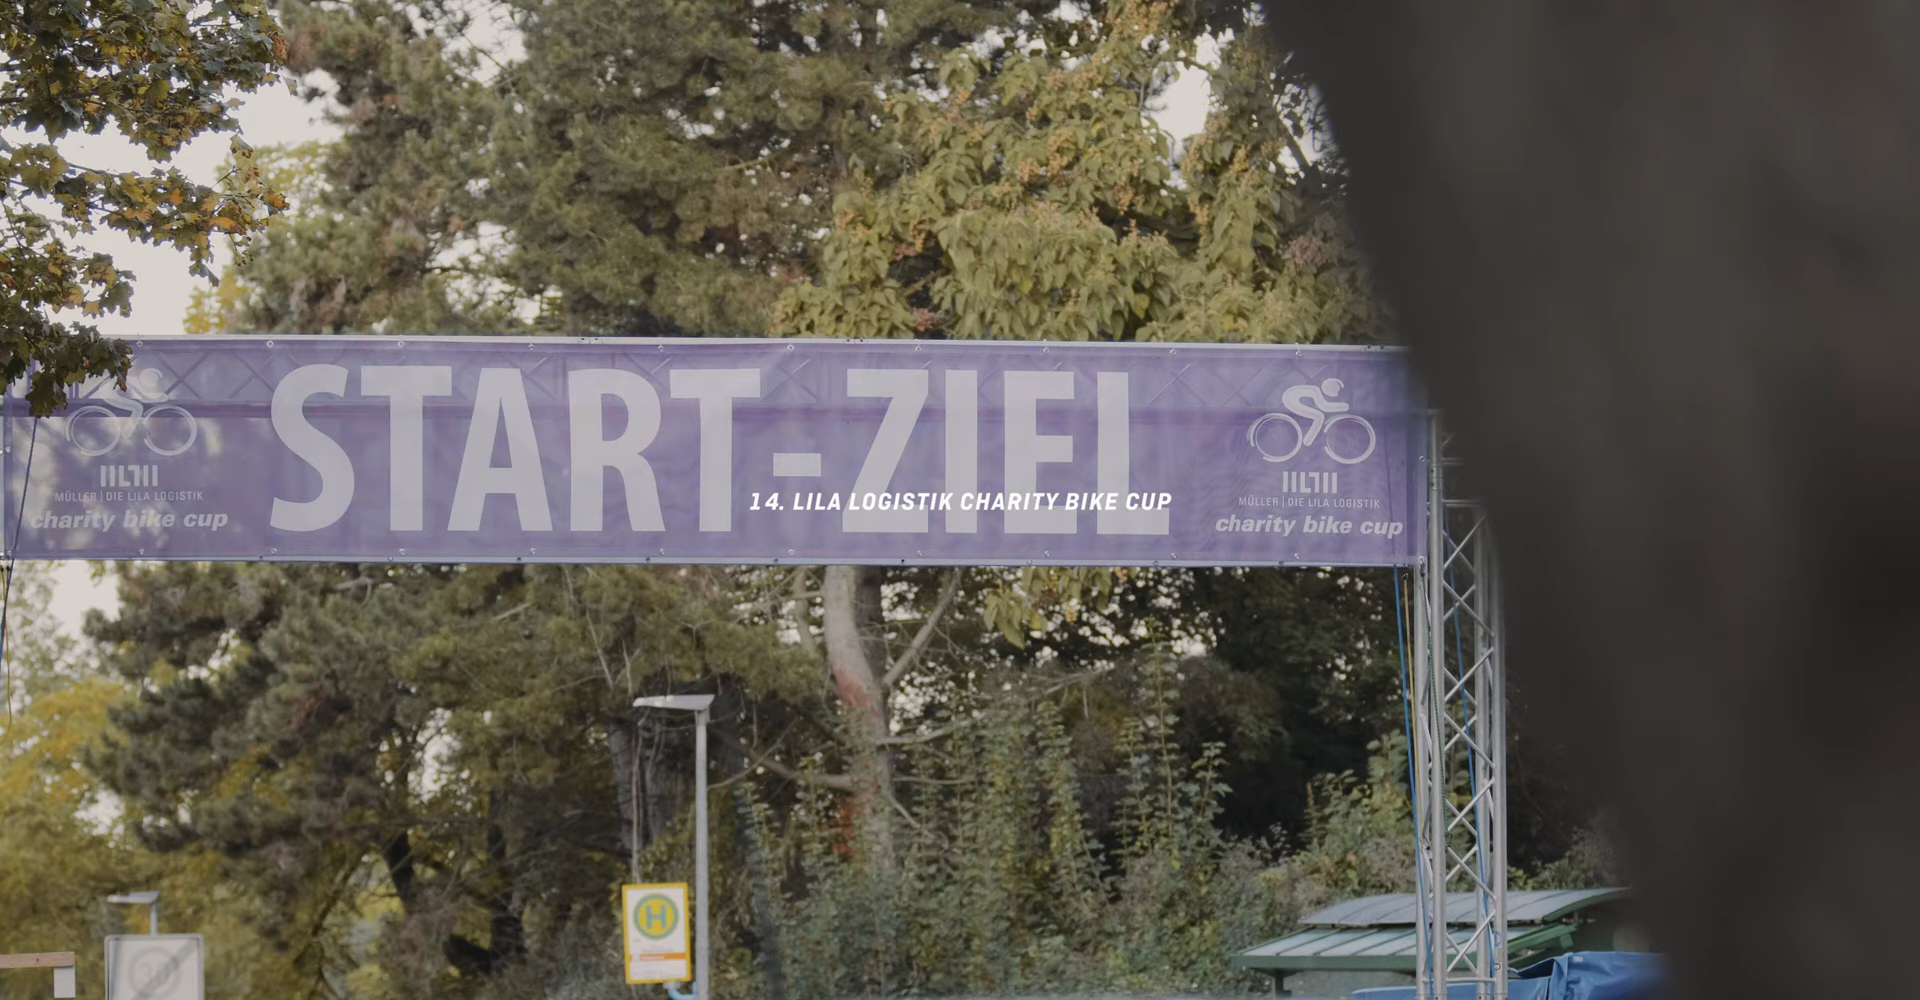 START-ZIEL
14. LILA LOGISTIK CHARITY BIKE CUP
MÜLLER | DIE LILA LOGISTIK
charity bike cup
MÜLLER | DIE LILA LOGISTIK
charity bike cup
H
30